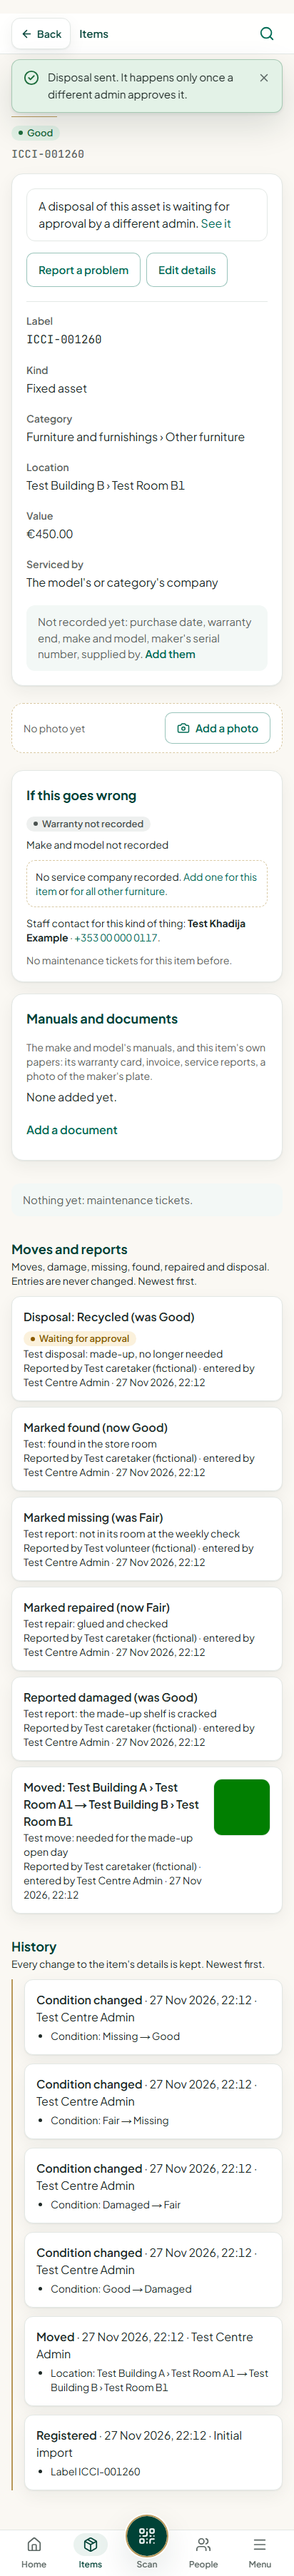 Back Items
Disposal sent. It happens only once a
different admin approves it.
Good
ICCI-001260
A disposal of this asset is waiting for
approval by a different admin. See it
Report a problem Edit details
Label
ICCI-001260
Kind
Fixed asset
Category
Furniture and furnishings › Other furniture
Location
Test Building B › Test Room B1
Value
€450.00
Serviced by
The model's or category's company
Not recorded yet: purchase date, warranty
end, make and model, maker's serial
number, supplied by. Add them
No photo yet Add a photo
If this goes wrong
Warranty not recorded
Make and model not recorded
No service company recorded. Add one for this
item or for all other furniture.
Staff contact for this kind of thing: Test Khadija
Example · +353 00 000 0117.
No maintenance tickets for this item before.
Manuals and documents
The make and model's manuals, and this item's own
papers: its warranty card, invoice, service reports, a
photo of the maker's plate.
None added yet.
Add a document
Nothing yet: maintenance tickets.
Moves and reports
Moves, damage, missing, found, repaired and disposal.
Entries are never changed. Newest first.
Disposal: Recycled (was Good)
Waiting for approval
Test disposal: made-up, no longer needed
Reported by Test caretaker (fictional) · entered by
Test Centre Admin · 27 Nov 2026, 22:12
Marked found (now Good)
Test: found in the store room
Reported by Test caretaker (fictional) · entered by
Test Centre Admin · 27 Nov 2026, 22:12
Marked missing (was Fair)
Test report: not in its room at the weekly check
Reported by Test volunteer (fictional) · entered by
Test Centre Admin · 27 Nov 2026, 22:12
Marked repaired (now Fair)
Test repair: glued and checked
Reported by Test caretaker (fictional) · entered by
Test Centre Admin · 27 Nov 2026, 22:12
Reported damaged (was Good)
Test report: the made-up shelf is cracked
Reported by Test caretaker (fictional) · entered by
Test Centre Admin · 27 Nov 2026, 22:12
Moved: Test Building A › Test
Room A1 → Test Building B › Test
Room B1
Test move: needed for the made-up
open day
Reported by Test caretaker (fictional) ·
entered by Test Centre Admin · 27 Nov
2026, 22:12
History
Every change to the item's details is kept. Newest first.
Condition changed · 27 Nov 2026, 22:12 ·
Test Centre Admin
• Condition: Missing → Good
Condition changed · 27 Nov 2026, 22:12 ·
Test Centre Admin
• Condition: Fair → Missing
Condition changed · 27 Nov 2026, 22:12 ·
Test Centre Admin
• Condition: Damaged → Fair
Condition changed · 27 Nov 2026, 22:12 ·
Test Centre Admin
• Condition: Good → Damaged
Moved · 27 Nov 2026, 22:12 · Test Centre
Admin
• Location: Test Building A › Test Room A1 → Test
Building B › Test Room B1
Registered · 27 Nov 2026, 22:12 · Initial
import
• Label ICCI-001260
Home Items Scan People Menu